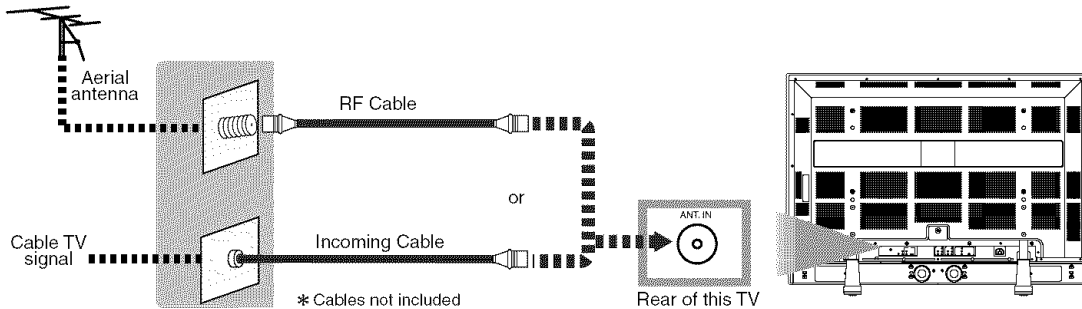 Aerial
antenna
RF Cable
or
ANT. IN
Cable TV
signal
Incoming Cable
* Cables not included
Rear of this TV